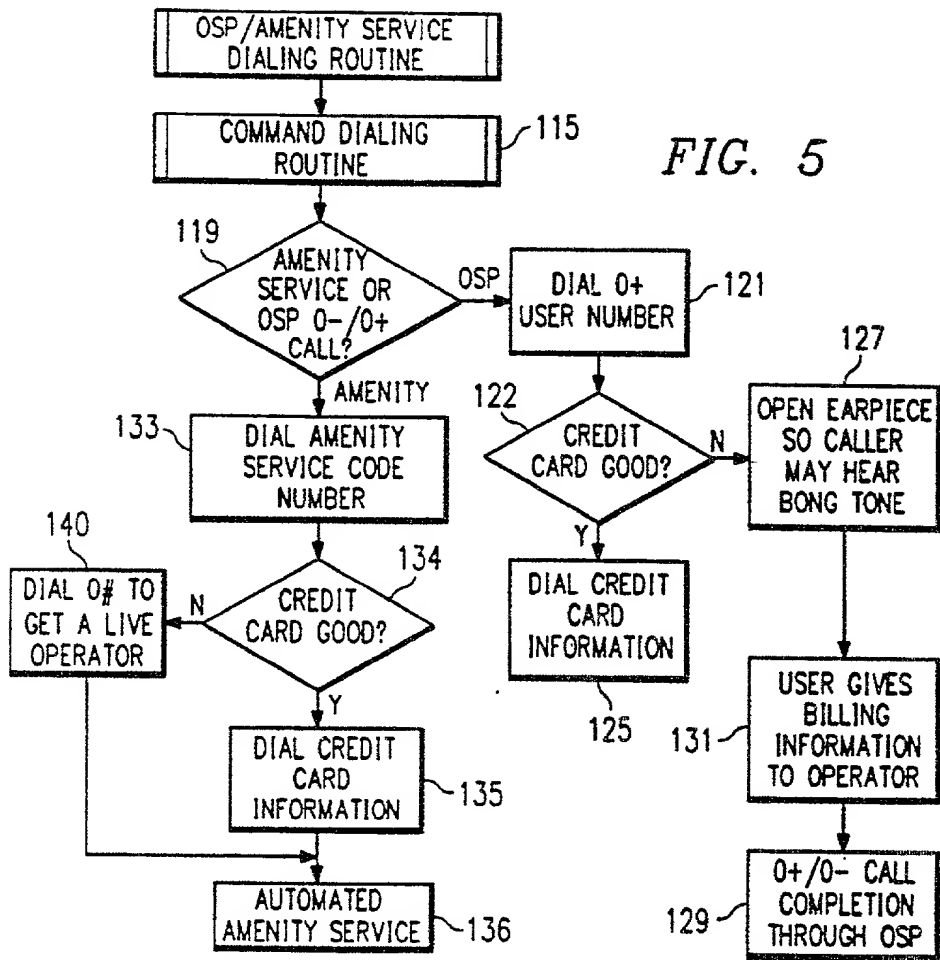 OSP/AMENITY SERVICE
DIALING ROUTINE
COMMAND DIALING
ROUTINE
115
FIG. 5
119
AMENITY
SERVICE OR
OSP 0-/0+
CALL?
OSP
DIAL 0+
USER NUMBER
121
AMENITY
127
OPEN EARPIECE
SO CALLER
MAY HEAR
BONG TONE
122
CREDIT
CARD GOOD?
N
Y
133
DIAL AMENITY
SERVICE CODE
NUMBER
140
DIAL 0# TO
GET A LIVE
OPERATOR
N
134
CREDIT
CARD GOOD?
Y
DIAL CREDIT
CARD
INFORMATION
125
131
USER GIVES
BILLING
INFORMATION
TO OPERATOR
DIAL CREDIT
CARD
INFORMATION
135
AUTOMATED
AMENITY SERVICE
136
129
0+/0- CALL
COMPLETION
THROUGH OSP